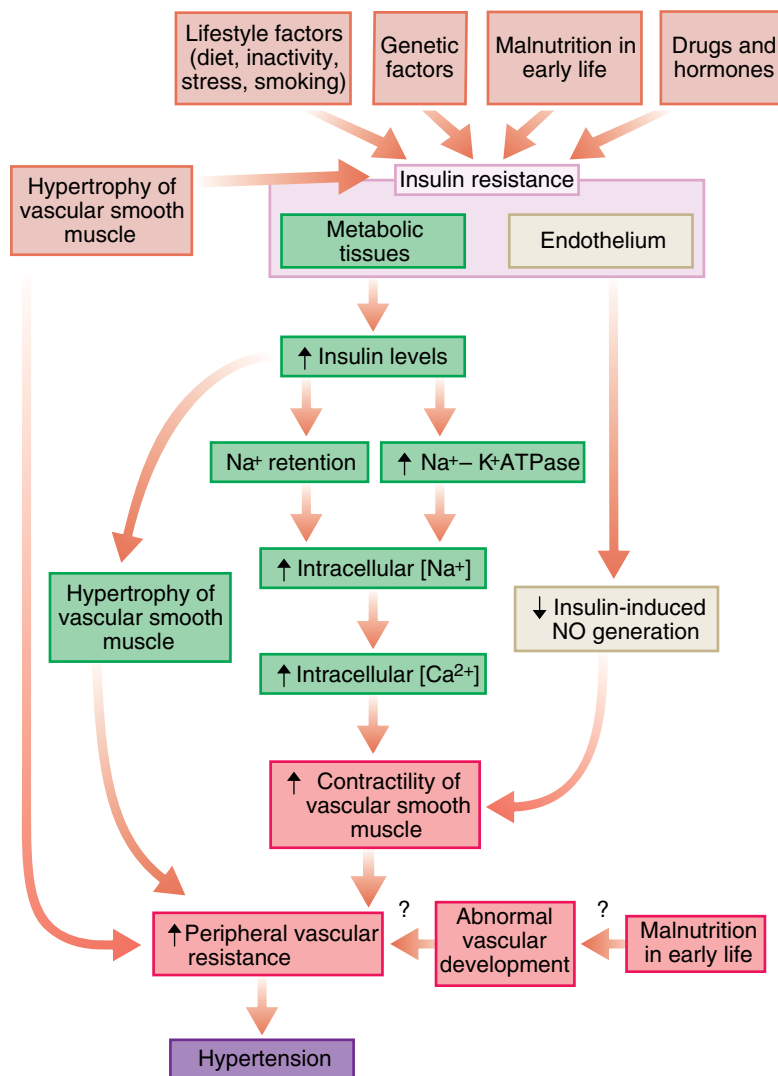 Lifestyle factors
(diet, inactivity,
stress, smoking)
Genetic
factors
Malnutrition in
early life
Drugs and
hormones
Hypertrophy of
vascular smooth
muscle
Insulin resistance
Metabolic
tissues
Endothelium
↑ Insulin levels
Na⁺ retention
↑ Na⁺– K⁺ATPase
↑ Intracellular [Na⁺]
Hypertrophy of
vascular smooth
muscle
↓ Insulin-induced
NO generation
↑ Intracellular [Ca²⁺]
↑ Contractility of
vascular smooth
muscle
↑ Peripheral vascular
resistance
?
Abnormal
vascular
development
?
Malnutrition
in early life
Hypertension